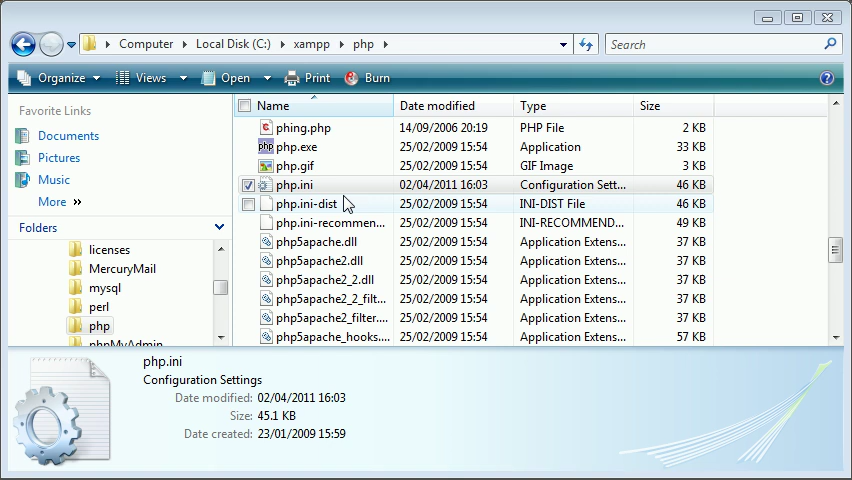 Computer Local Disk (C:) xampp php Search
Organize Views Open Print Burn
Favorite Links
Documents
Pictures
Music
More »
Folders
licenses
MercuryMail
mysql
perl
php
phpMyAdmin
Name Date modified Type Size
phing.php 14/09/2006 20:19 PHP File 2 KB
php.exe 25/02/2009 15:54 Application 33 KB
php.gif 25/02/2009 15:54 GIF Image 3 KB
php.ini 02/04/2011 16:03 Configuration Sett... 46 KB
php.ini-dist 25/02/2009 15:54 INI-DIST File 46 KB
php.ini-recommen... 25/02/2009 15:54 INI-RECOMMEND... 49 KB
php5apache.dll 25/02/2009 15:54 Application Extens... 37 KB
php5apache2.dll 25/02/2009 15:54 Application Extens... 37 KB
php5apache2_2.dll 25/02/2009 15:54 Application Extens... 37 KB
php5apache2_2_filt... 25/02/2009 15:54 Application Extens... 37 KB
php5apache2_filter.... 25/02/2009 15:54 Application Extens... 37 KB
php5apache_hooks.... 25/02/2009 15:54 Application Extens... 57 KB
php.ini
Configuration Settings
Date modified: 02/04/2011 16:03
Size: 45.1 KB
Date created: 23/01/2009 15:59